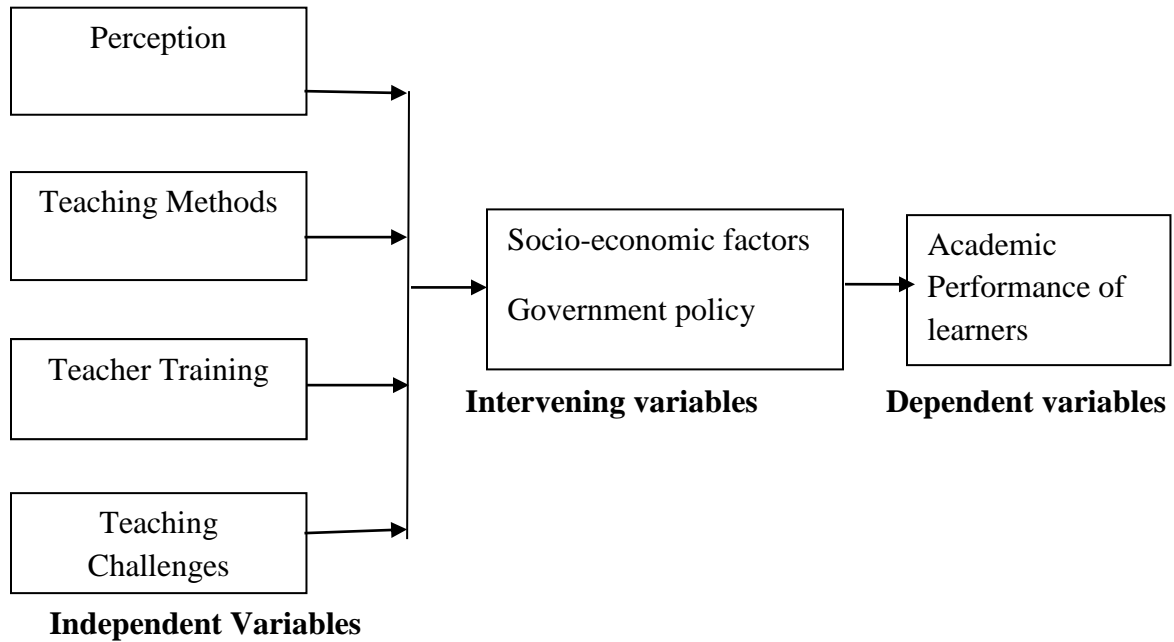 Perception
Teaching Methods
Teacher Training
Teaching
Challenges
Independent Variables
Socio-economic factors
Government policy
Intervening variables
Academic
Performance of
learners
Dependent variables